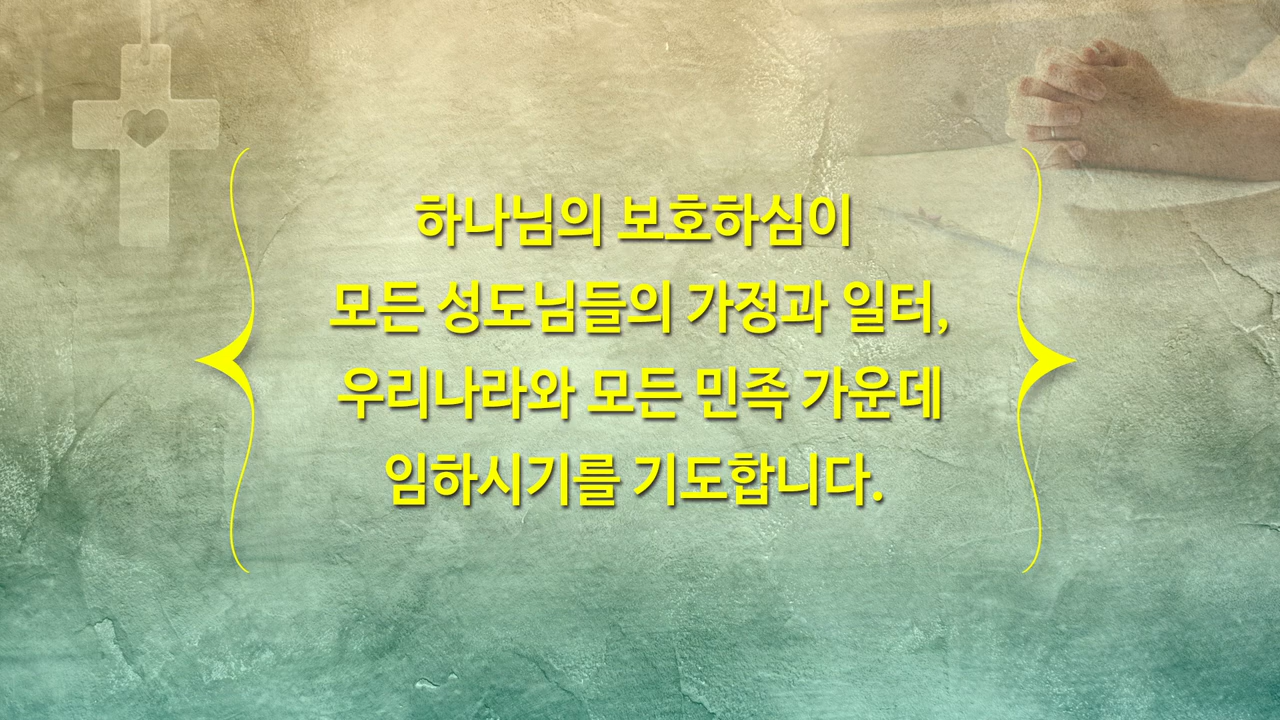 하나님의 보호하심이
모든 성도님들의 가정과 일터,
우리나라와 모든 민족 가운데
임하시기를 기도합니다.